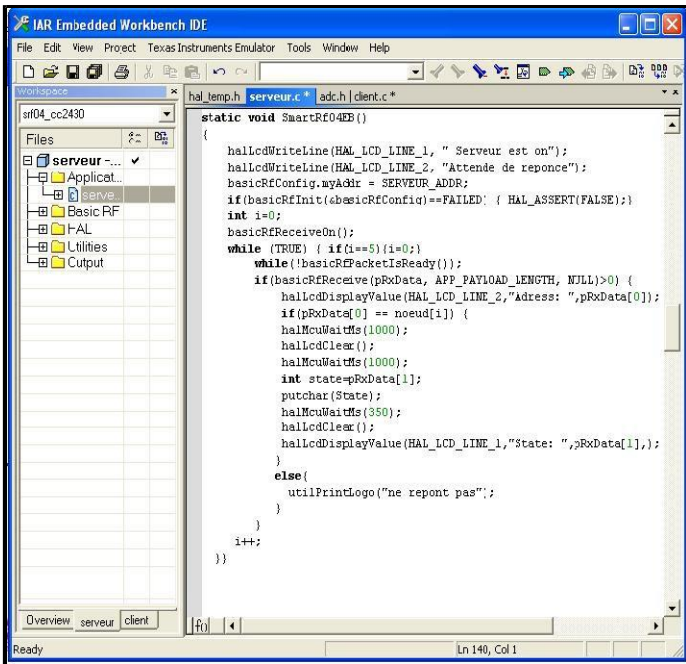 IAR Embedded Workbench IDE
File Edit View Project Texas Instruments Emulator Tools Window Help
Workspace
srf04_cc2430
Files
serveur -...
Applicat...
serve...
Basic RF
HAL
Utilities
Output
Overview serveur client
hal_temp.h serveur.c * adc.h | client.c *
static void SmartRf04EB()
{
halLcdWriteLine(HAL_LCD_LINE_1, " Serveur est on");
halLcdWriteLine(HAL_LCD_LINE_2, "Attende de reponce");
basicRfConfig.myAddr = SERVEUR_ADDR;
if(basicRfInit(&basicRfConfig)==FAILED) { HAL_ASSERT(FALSE);}
int i=0;
basicRfReceiveOn();
while (TRUE) { if(i==5){i=0;}
while(!basicRfPacketIsReady());
if(basicRfReceive(pRxData, APP_PAYLOAD_LENGTH, NULL)>0) {
halLcdDisplayValue(HAL_LCD_LINE_2,"Adress: ",pRxData[0]);
if(pRxData[0] == noeud[i]) {
halMcuWaitMs(1000);
halLcdClear();
halMcuWaitMs(1000);
int state=pRxData[1];
putchar(State);
halMcuWaitMs(350);
halLcdClear();
halLcdDisplayValue(HAL_LCD_LINE_1,"State: ",pRxData[1],);
}
else{
utilPrintLogo("ne repont pas");
}
}
i++;
}}
f()
Ready
Ln 140, Col 1